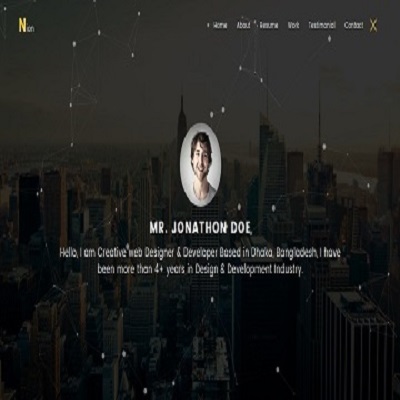 Nion
Home About Resume Work Testimonial Contact
MR. JONATHON DOE
Hello, I am Creative web Designer & Developer Based in Dhaka, Bangladesh, I have
been more than 4+ years in Design & Development Industry.